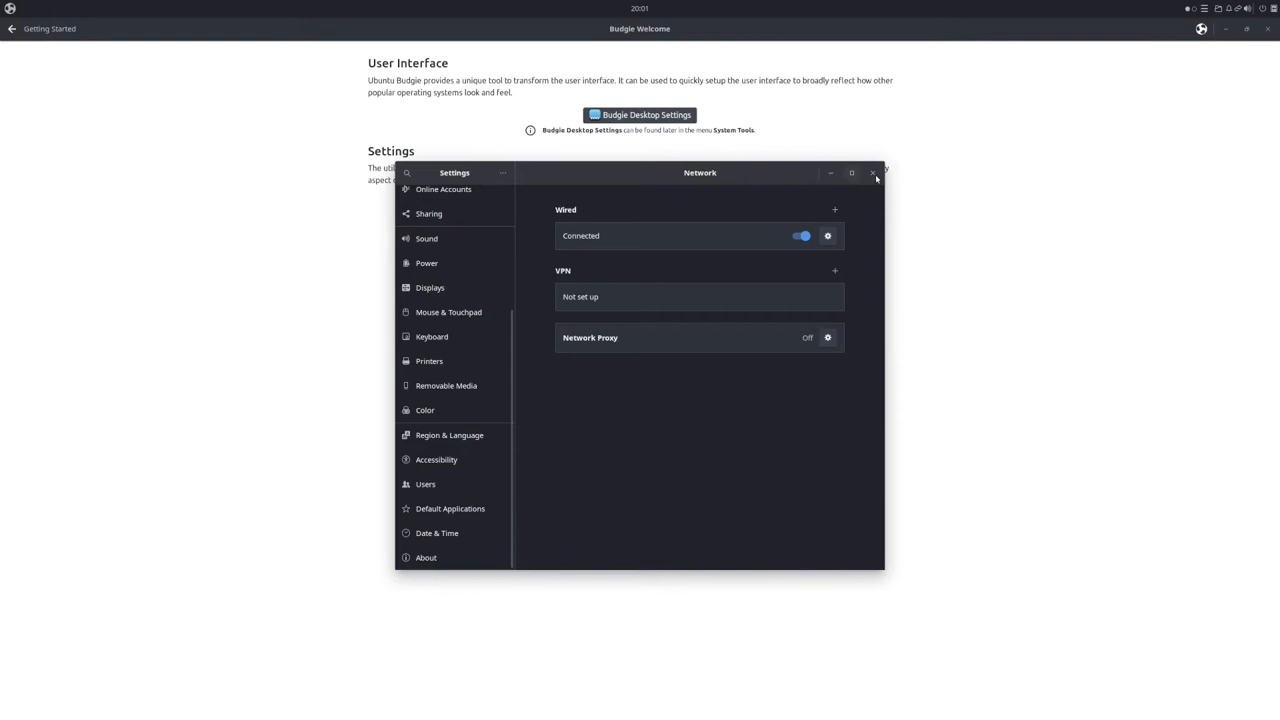 20:01
Getting Started
Budgie Welcome
User Interface
Ubuntu Budgie provides a unique tool to transform the user interface. It can be used to quickly setup the user interface to broadly reflect how other
popular operating systems look and feel.
Budgie Desktop Settings
Budgie Desktop Settings can be found later in the menu System Tools.
Settings
The
aspect
Settings
Network
Online Accounts
Sharing
Sound
Power
Displays
Mouse & Touchpad
Keyboard
Printers
Removable Media
Color
Region & Language
Accessibility
Users
Default Applications
Date & Time
About
Wired
Connected
VPN
Not set up
Network Proxy
Off